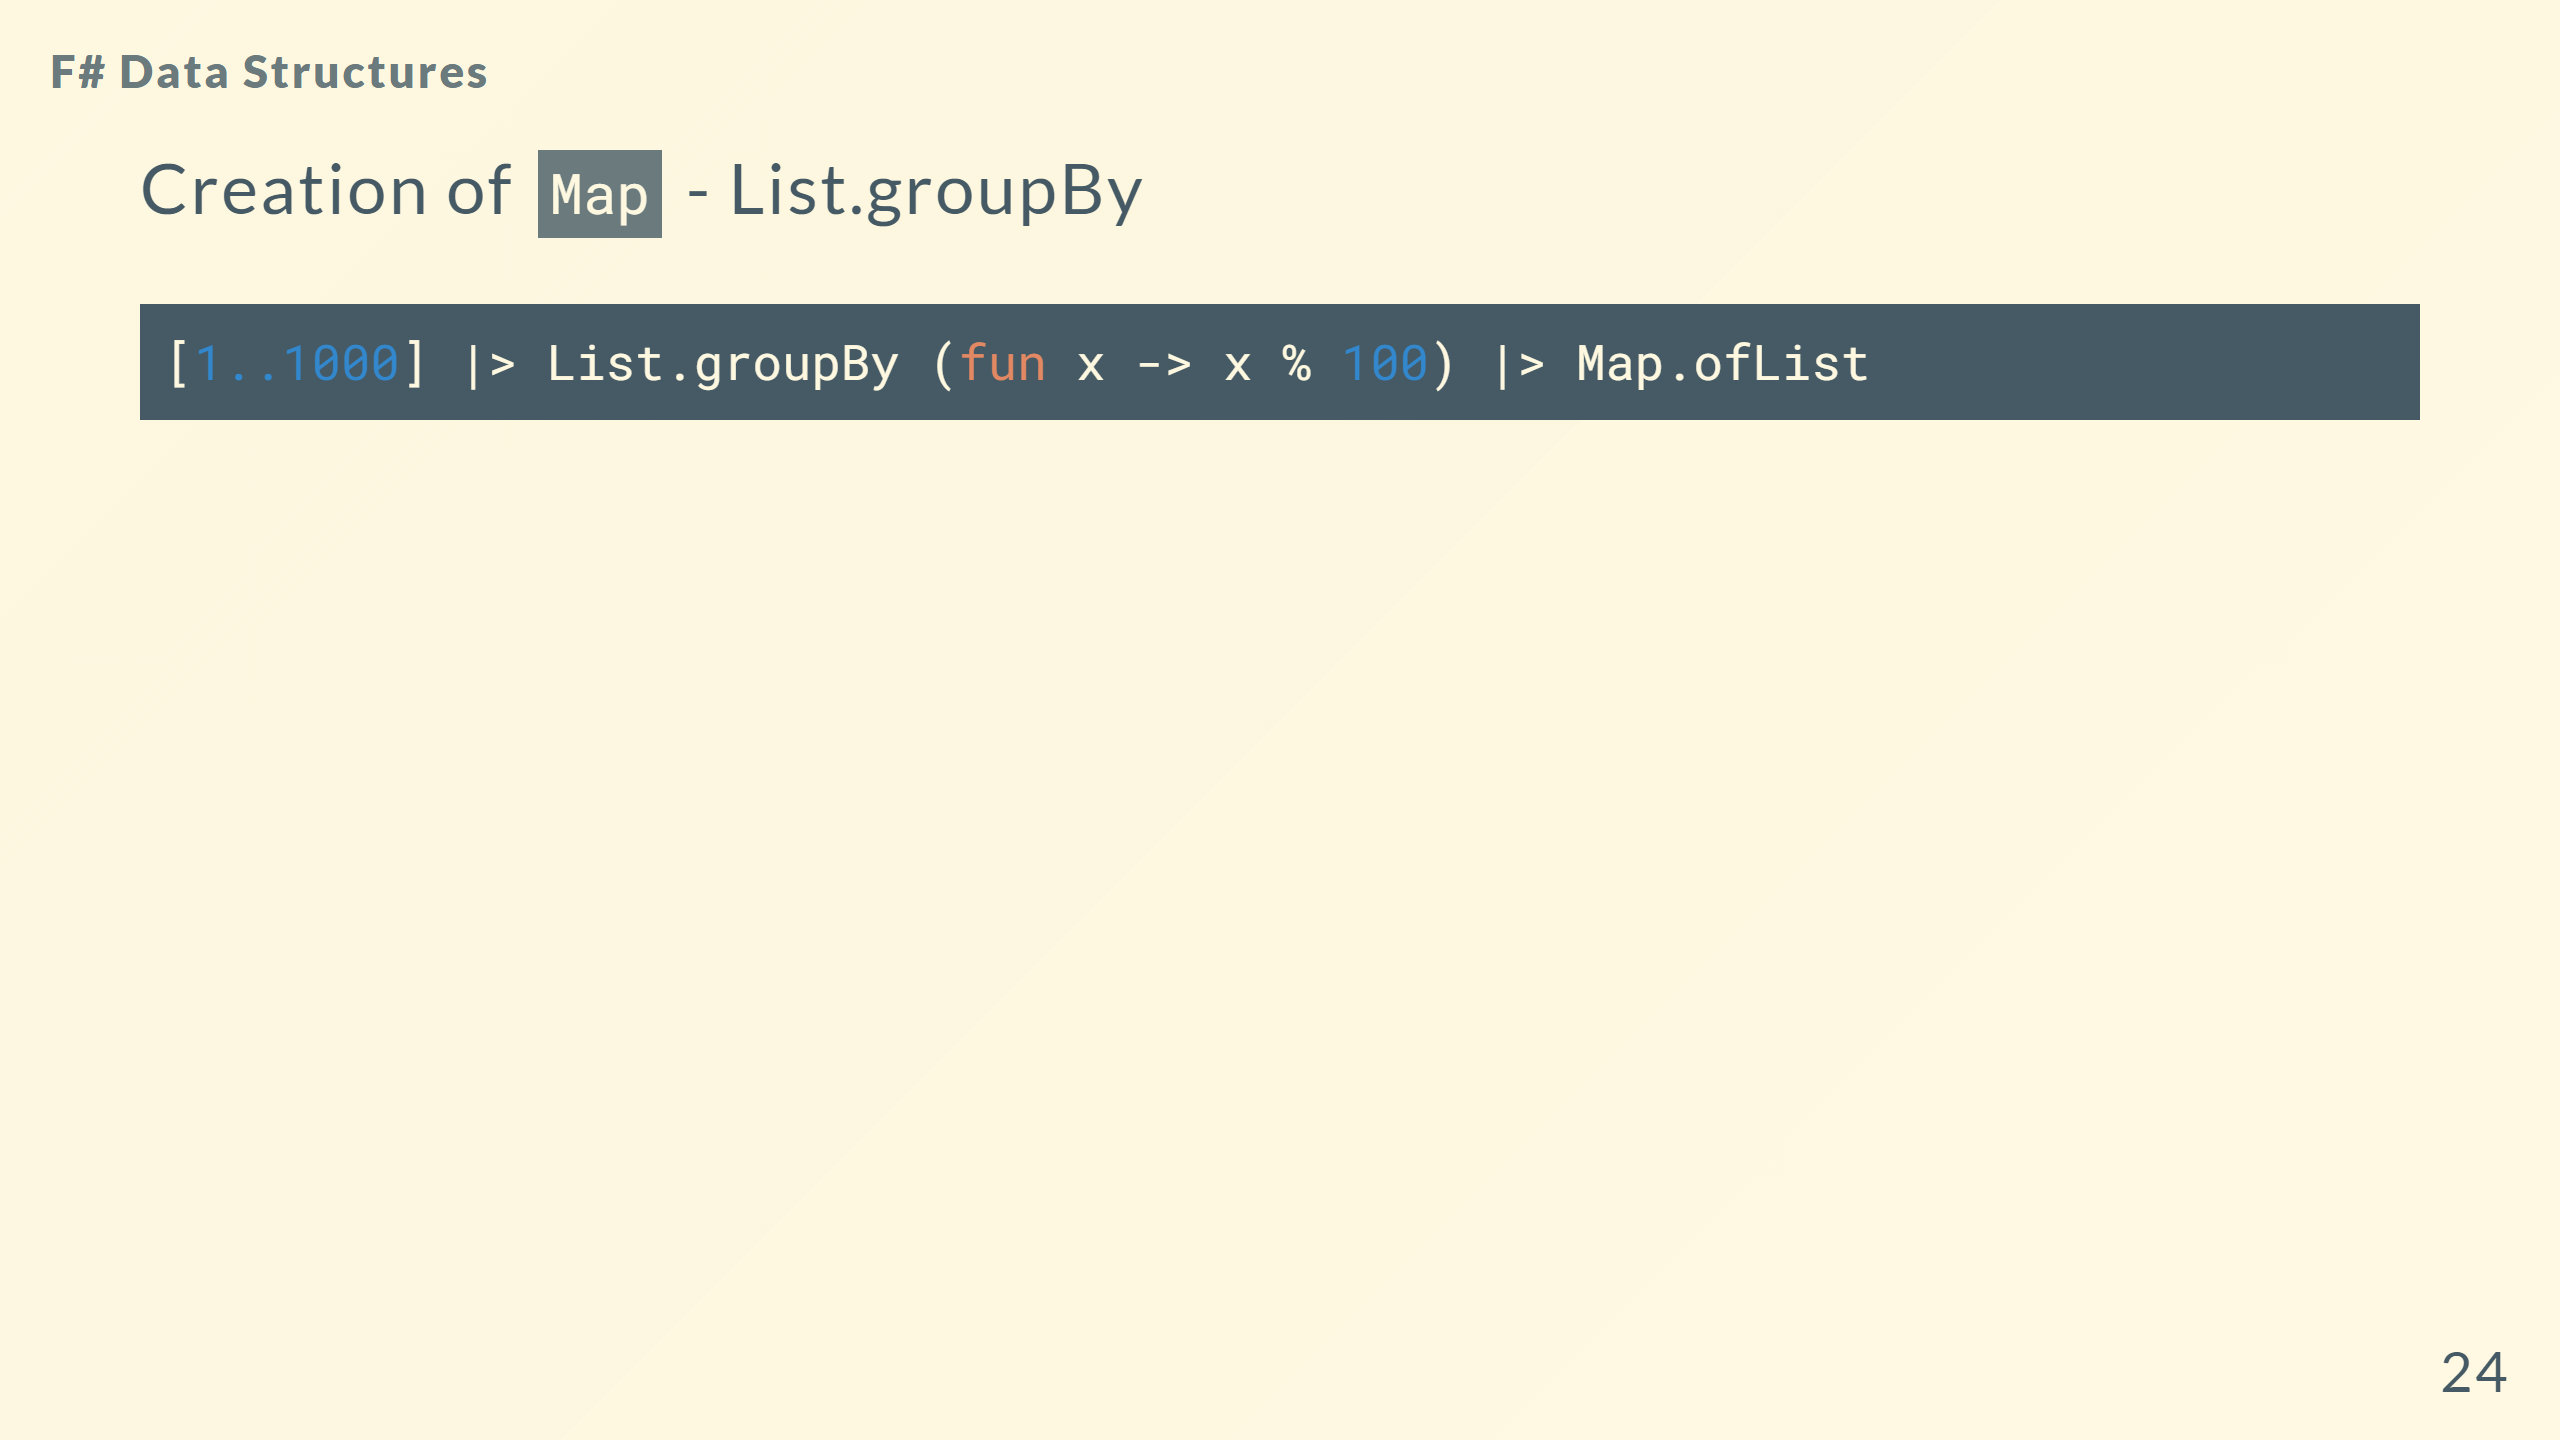 F# Data Structures
Creation of Map - List.groupBy
[1..1000] |> List.groupBy (fun x -> x % 100) |> Map.ofList
24